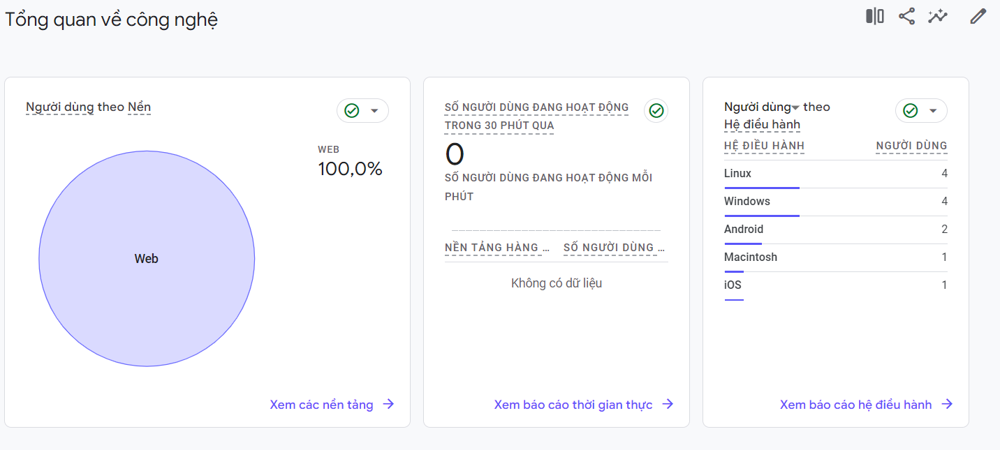 Tổng quan về công nghệ
Người dùng theo Nền
WEB
100,0%
Web
Xem các nền tảng
SỐ NGƯỜI DÙNG ĐANG HOẠT ĐỘNG
TRONG 30 PHÚT QUA
0
SỐ NGƯỜI DÙNG ĐANG HOẠT ĐỘNG MỖI
PHÚT
NỀN TẢNG HÀNG ... SỐ NGƯỜI DÙNG ...
Không có dữ liệu
Xem báo cáo thời gian thực
Người dùng theo
Hệ điều hành
HỆ ĐIỀU HÀNH NGƯỜI DÙNG
Linux 4
Windows 4
Android 2
Macintosh 1
iOS 1
Xem báo cáo hệ điều hành